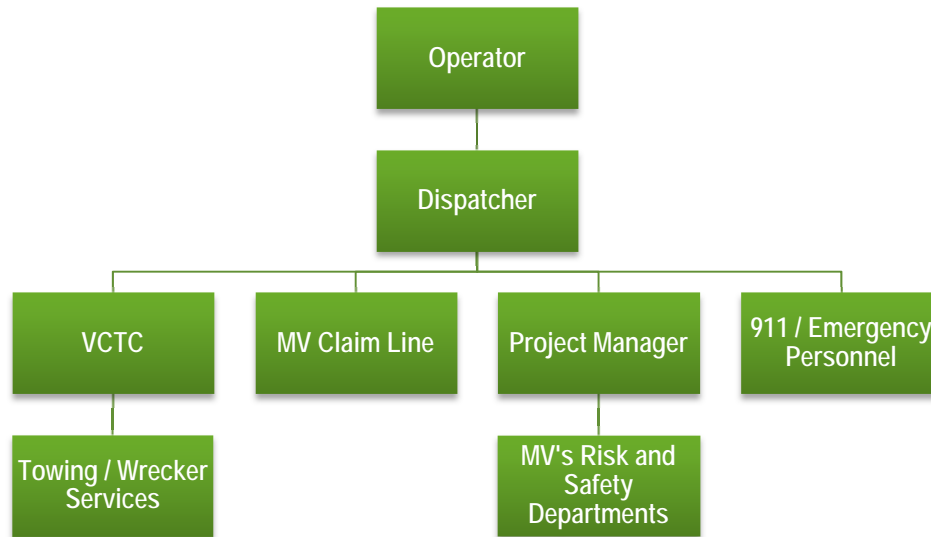 Operator
Dispatcher
VCTC
MV Claim Line
Project Manager
911 / Emergency
Personnel
Towing / Wrecker
Services
MV's Risk and
Safety
Departments